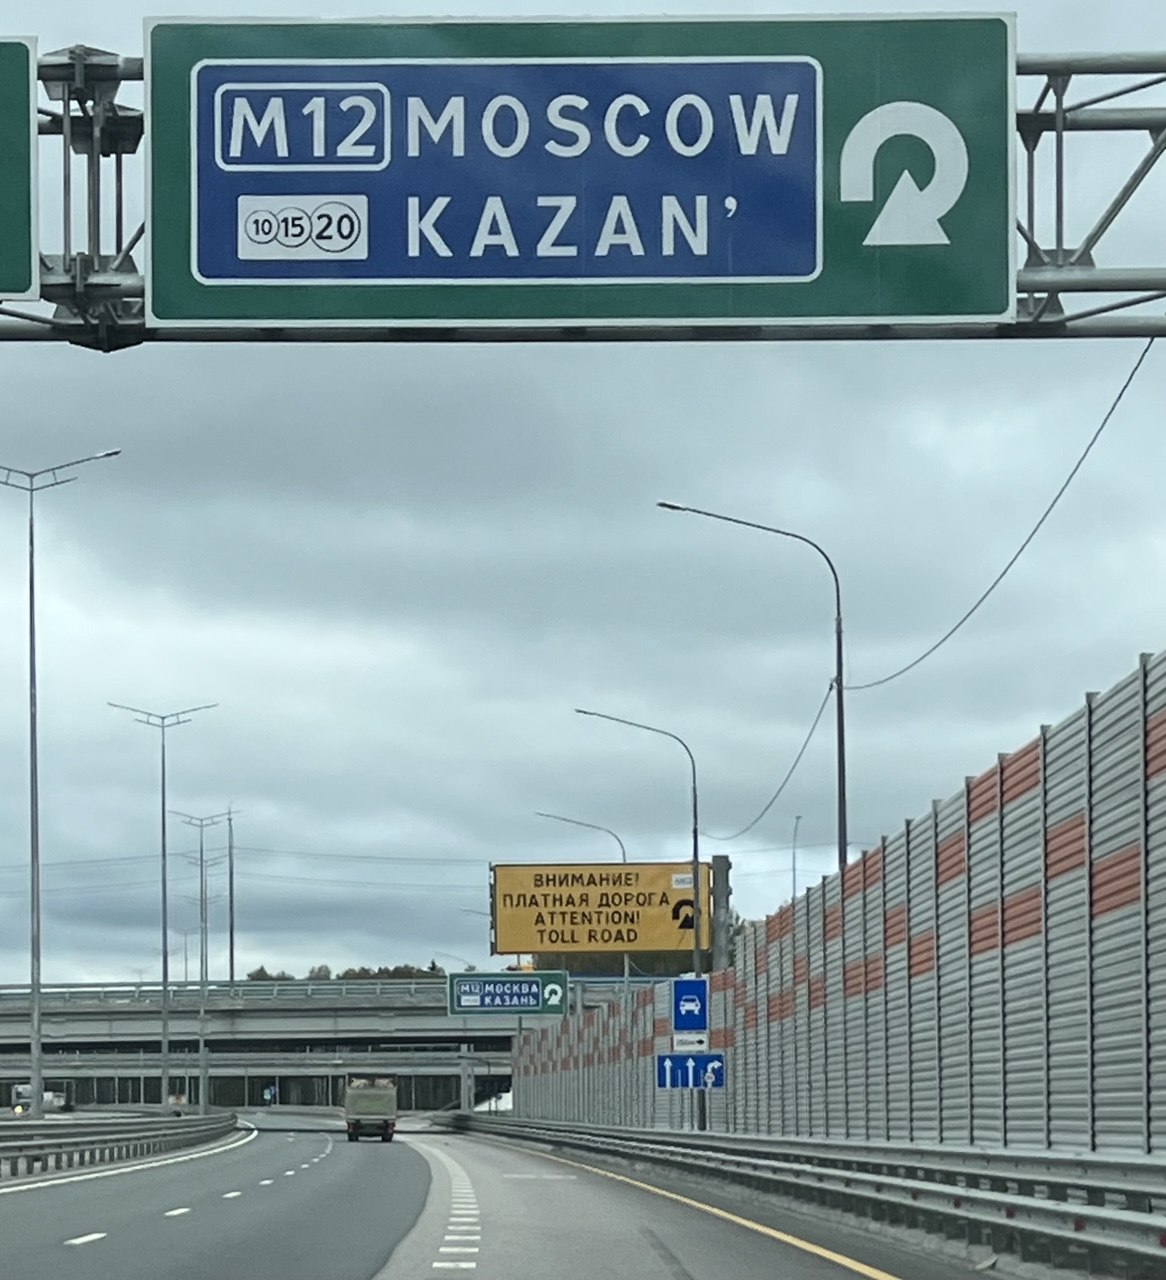 M12 MOSCOW
10 15 20 KAZAN’
ВНИМАНИЕ!
ПЛАТНАЯ ДОРОГА
ATTENTION!
TOLL ROAD
M12 МОСКВА
КАЗАНЬ